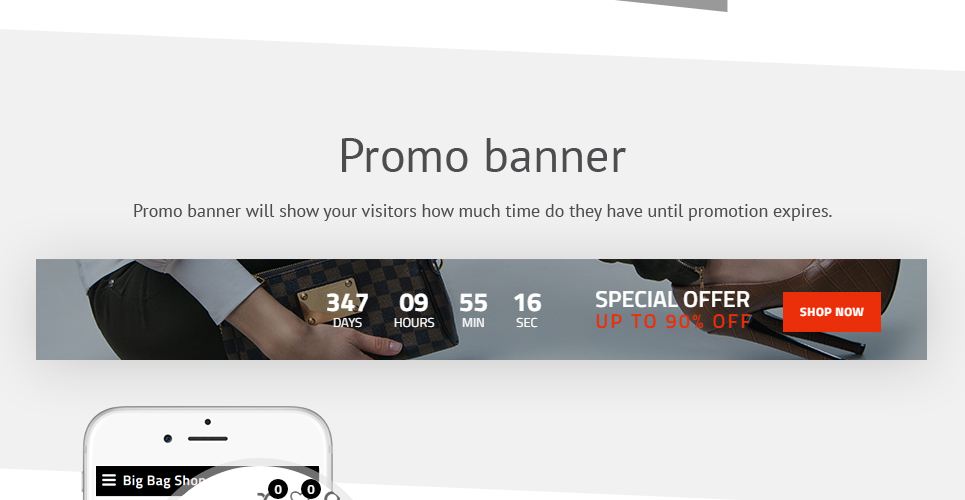 Promo banner
Promo banner will show your visitors how much time do they have until promotion expires.
347 09 55 16
DAYS HOURS MIN SEC
SPECIAL OFFER
UP TO 90% OFF
SHOP NOW
Big Bag Shop
0 0